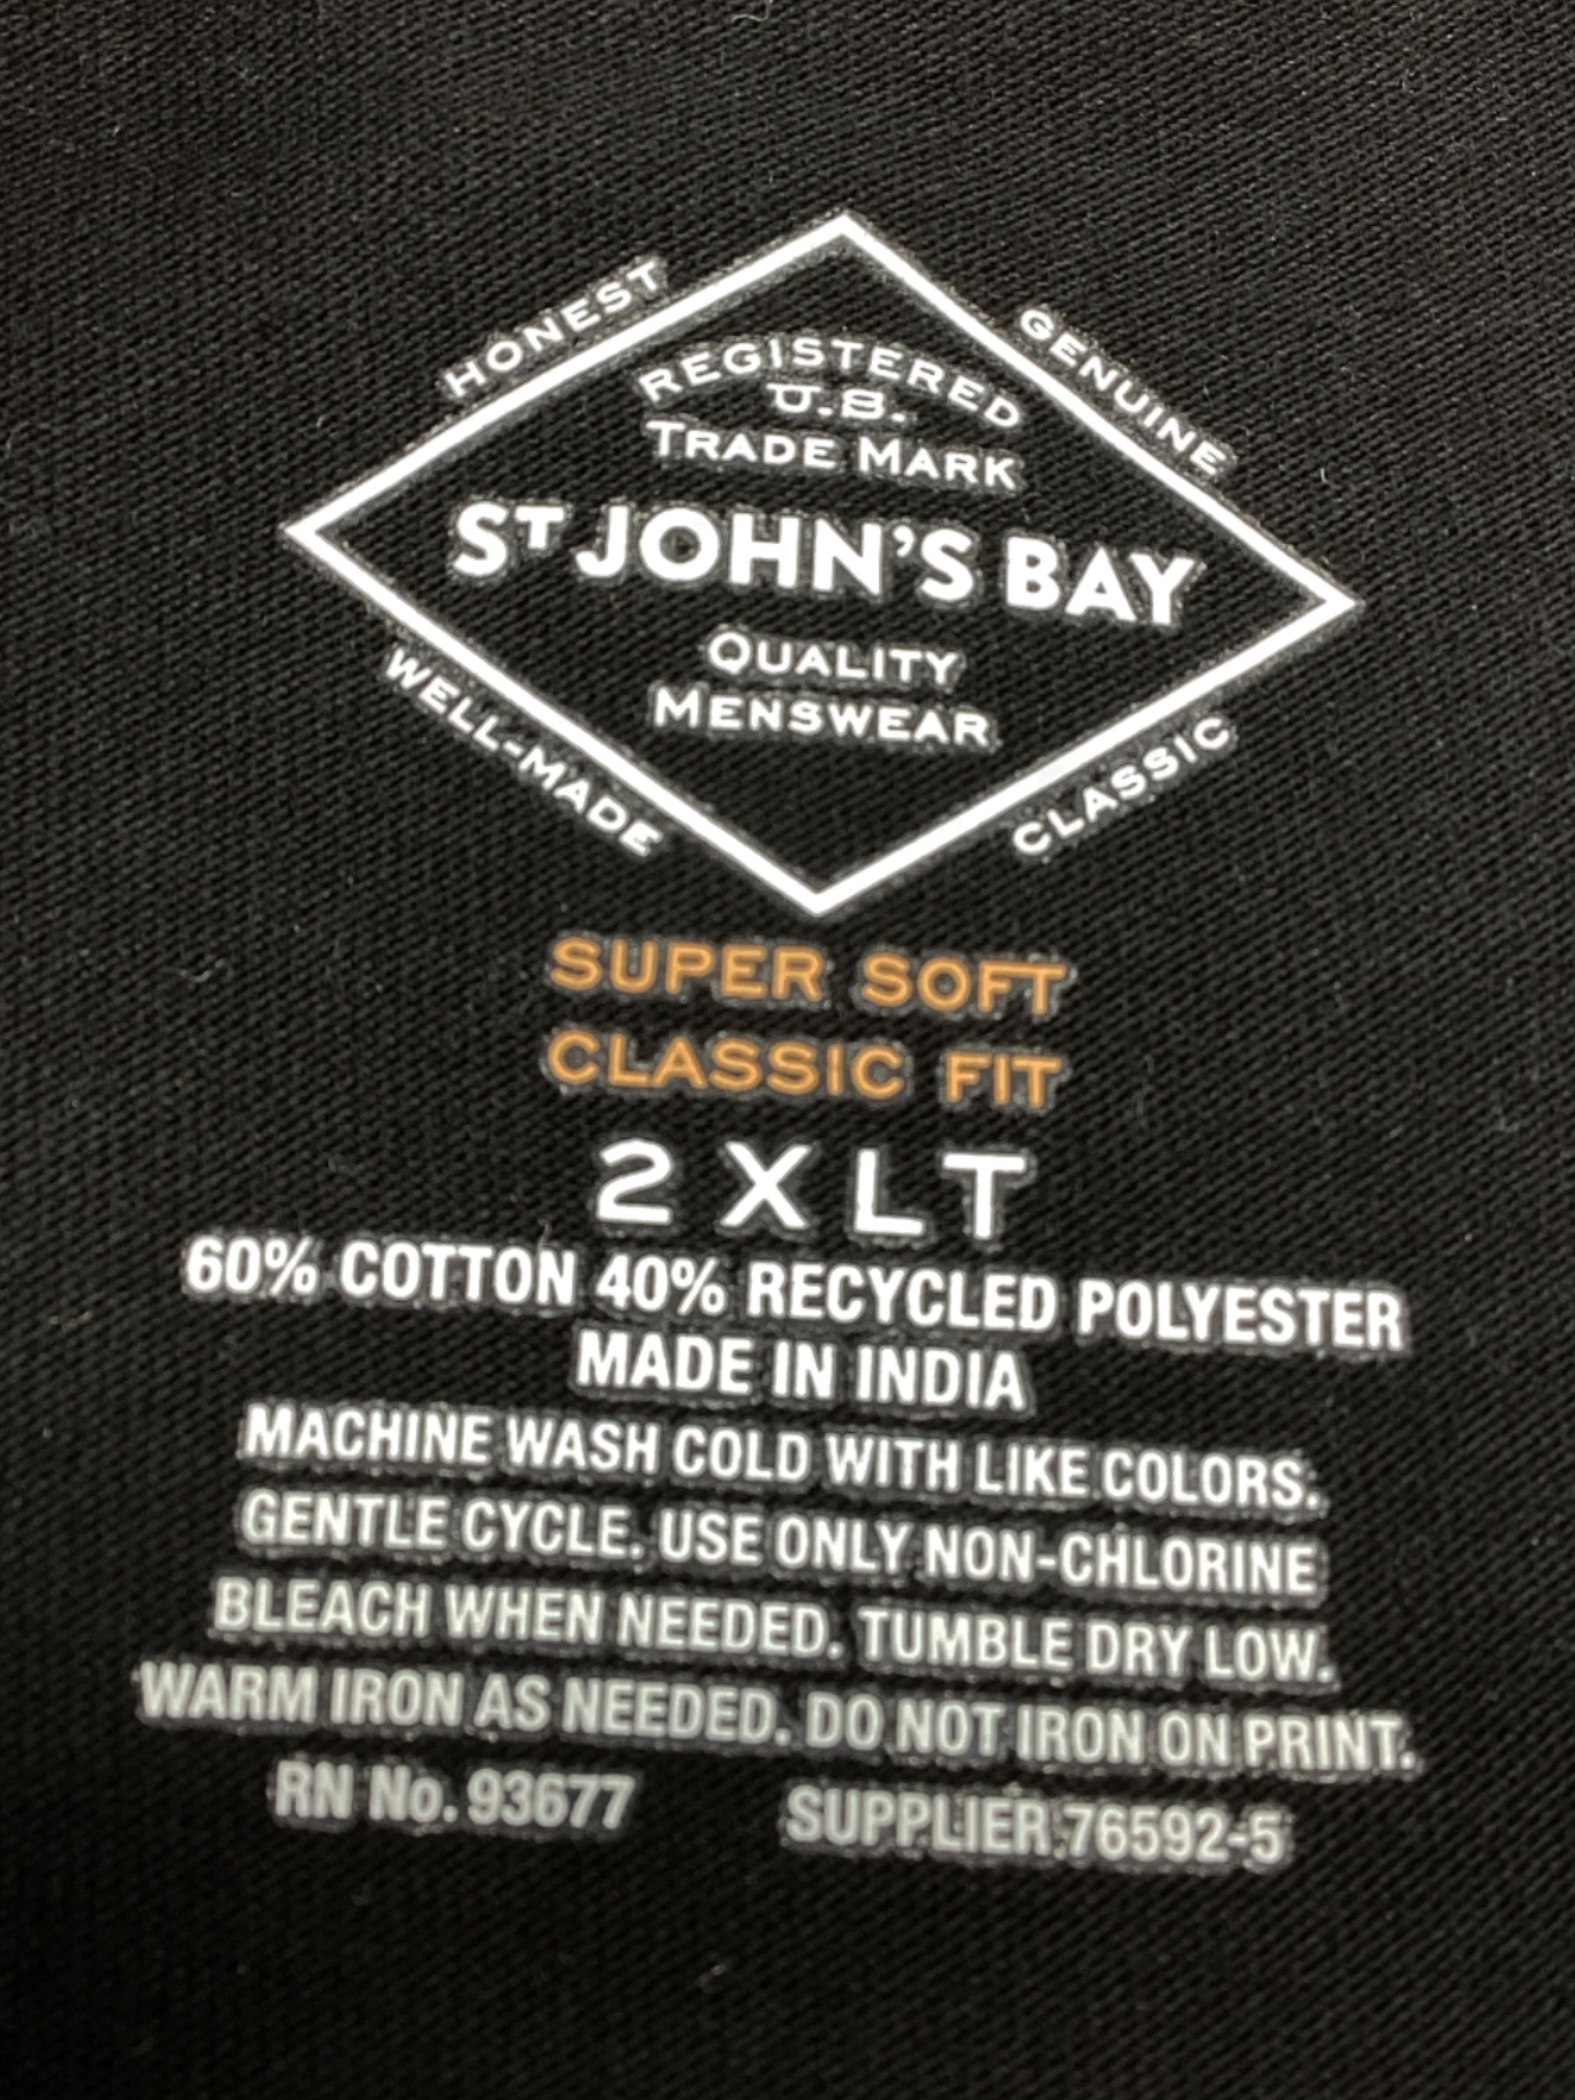 HONEST
GENUINE
REGISTERED
U.S.
TRADE MARK
ST JOHN'S BAY
QUALITY
MENSWEAR
WELL-MADE
CLASSIC
SUPER SOFT
CLASSIC FIT
2XLT
60% COTTON 40% RECYCLED POLYESTER
MADE IN INDIA
MACHINE WASH COLD WITH LIKE COLORS.
GENTLE CYCLE. USE ONLY NON-CHLORINE
BLEACH WHEN NEEDED. TUMBLE DRY LOW.
WARM IRON AS NEEDED. DO NOT IRON ON PRINT.
RN No. 93677 SUPPLIER:76592-5